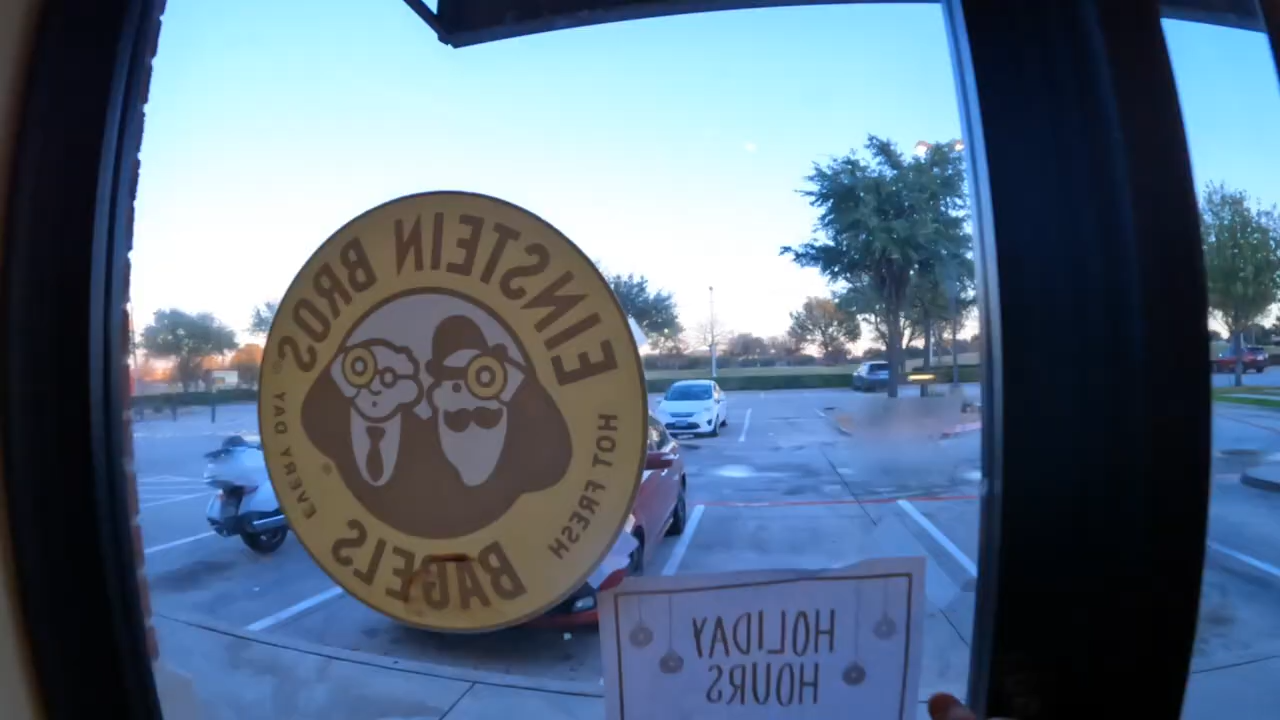 EINSTEIN BROS
BAGELS
HOT FRESH
EVERY DAY
HOLIDAY
HOURS